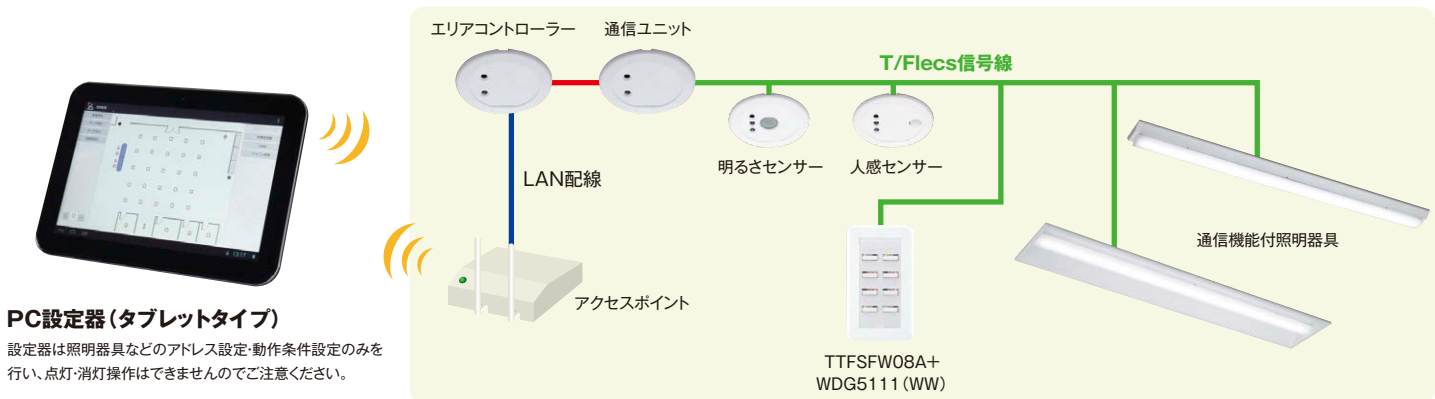 エリアコントローラー
通信ユニット
T/Flecs信号線
明るさセンサー
人感センサー
LAN配線
通信機能付照明器具
アクセスポイント
TTFSFW08A+
WDG5111(WW)
PC設定器(タブレットタイプ)
設定器は照明器具などのアドレス設定・動作条件設定のみを
行い、点灯・消灯操作はできませんのでご注意ください。
13:17